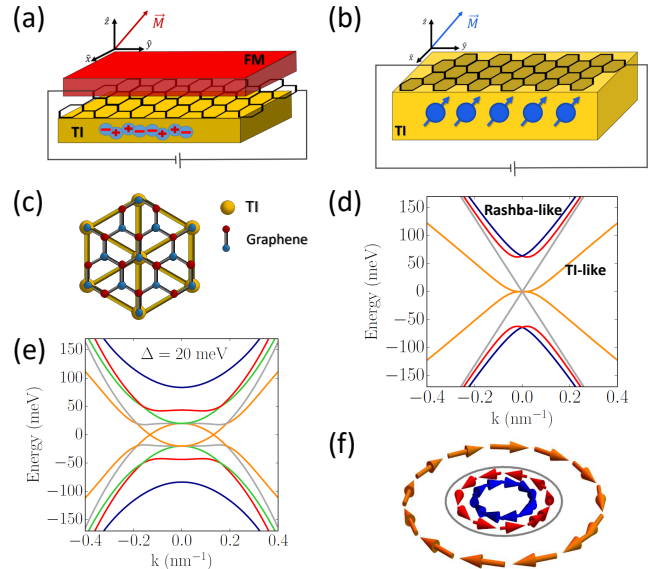 (a)
M
ẑ
ŷ
x̂
FM
TI
(b)
M
ẑ
ŷ
x̂
TI
(c)
TI
Graphene
(d)
Rashba-like
TI-like
Energy (meV)
150
100
50
0
−50
−100
−150
−0.4 −0.2 0.0 0.2 0.4
k (nm⁻¹)
(e)
Δ = 20 meV
Energy (meV)
150
100
50
0
−50
−100
−150
−0.4 −0.2 0.0 0.2 0.4
k (nm⁻¹)
(f)